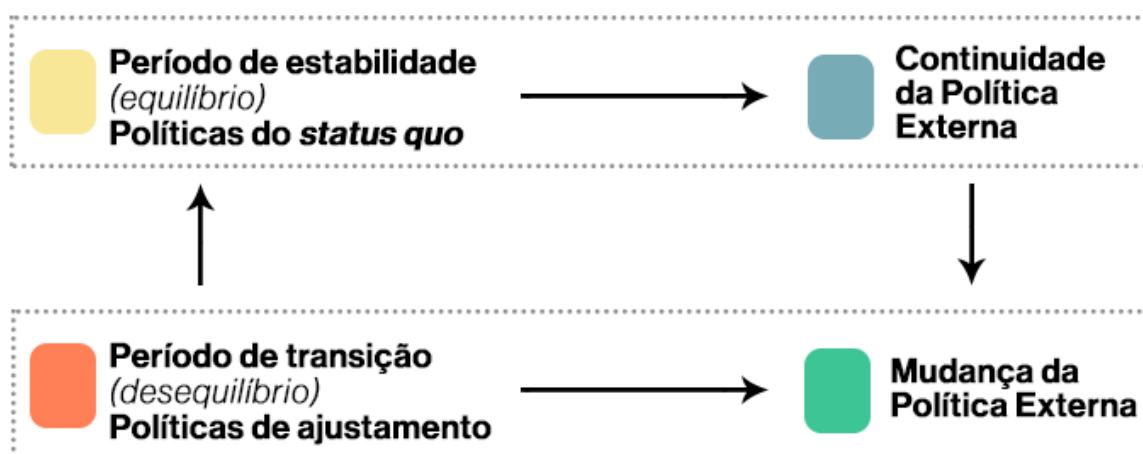 Período de estabilidade
(equilíbrio)
Políticas do status quo
Continuidade
da Política
Externa
Período de transição
(desequilíbrio)
Políticas de ajustamento
Mudança da
Política Externa